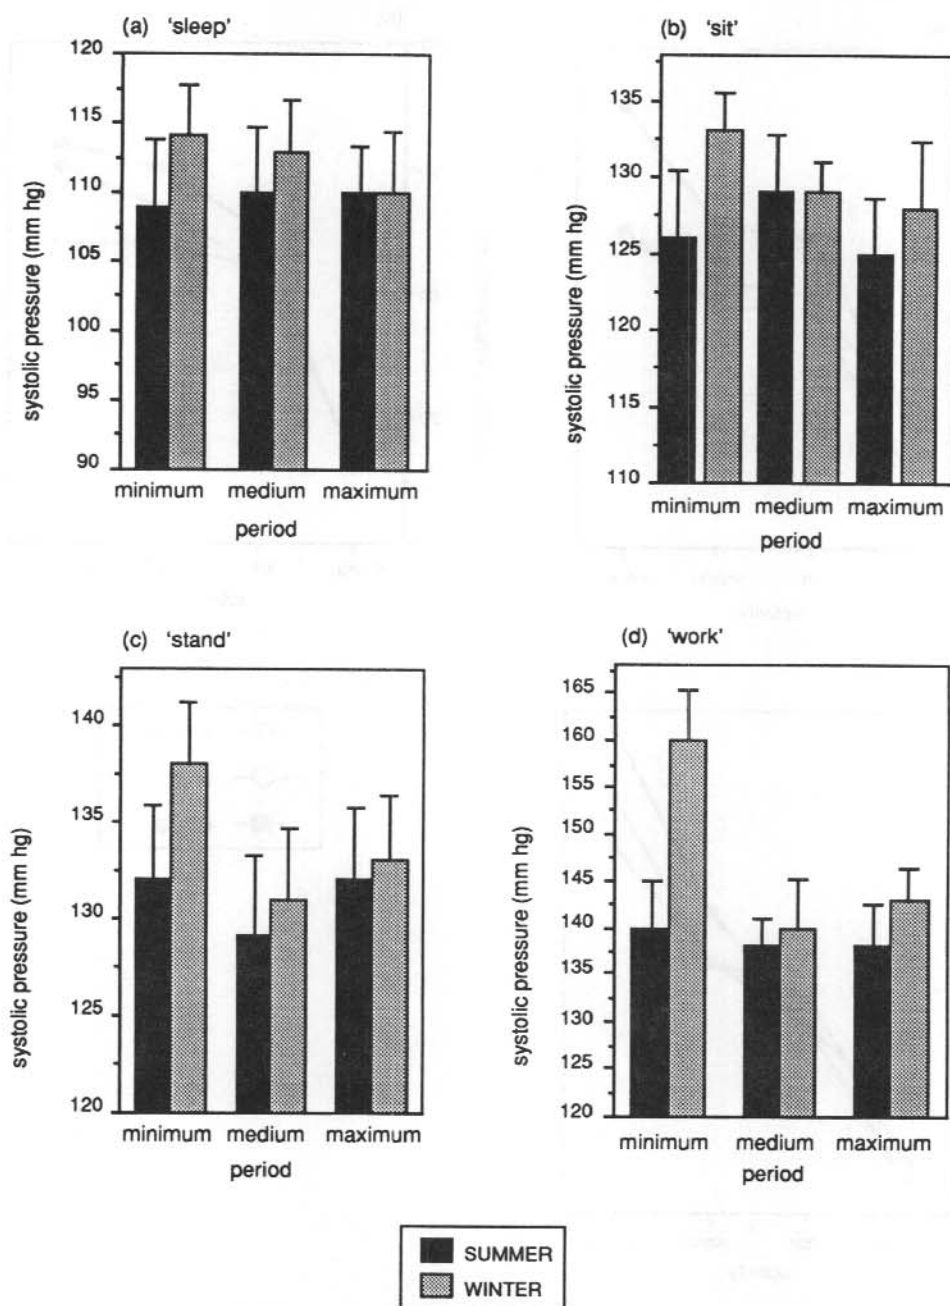 (a) 'sleep'
systolic pressure (mm hg)
120
115
110
105
100
95
90
minimum medium maximum
period
(b) 'sit'
systolic pressure (mm hg)
135
130
125
120
115
110
minimum medium maximum
period
(c) 'stand'
systolic pressure (mm hg)
140
135
130
125
120
minimum medium maximum
period
(d) 'work'
systolic pressure (mm hg)
165
160
155
150
145
140
135
130
125
120
minimum medium maximum
period
SUMMER
WINTER